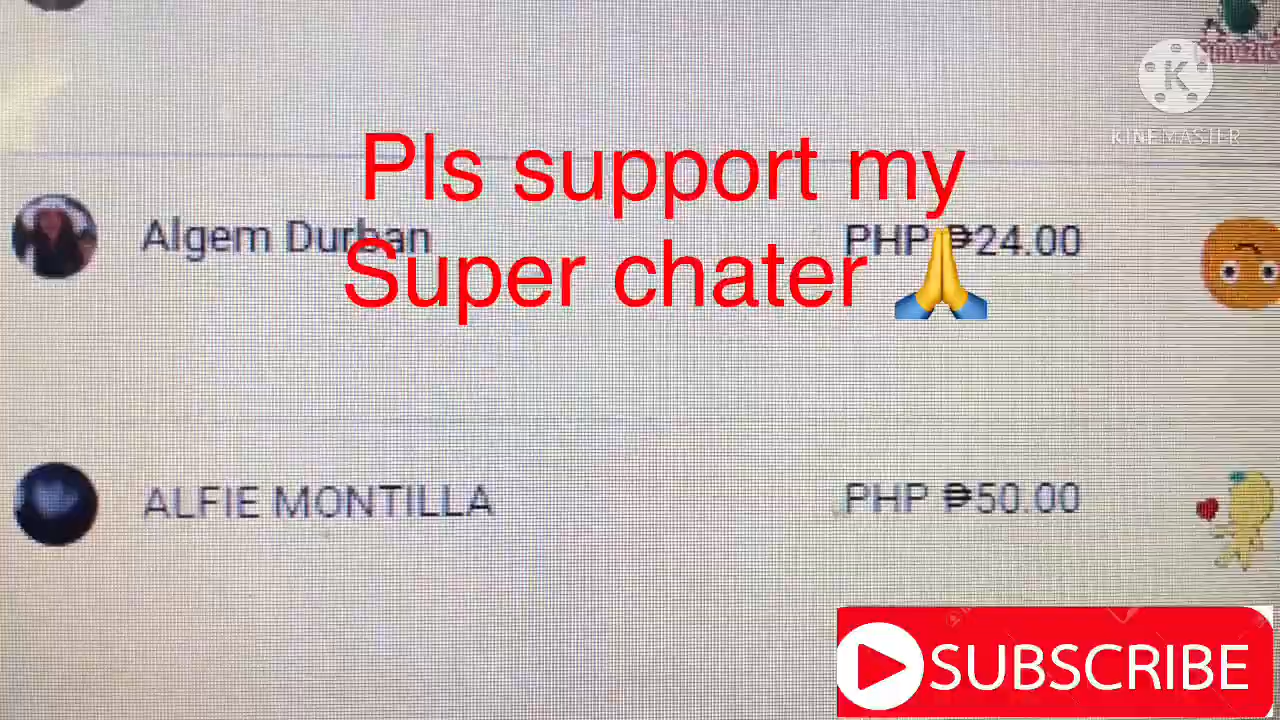 K
KINEMASTER
Pls support my
Algem Durban
PHP ₱24.00
Super chater 🙏
ALFIE MONTILLA
PHP ₱50.00
SUBSCRIBE